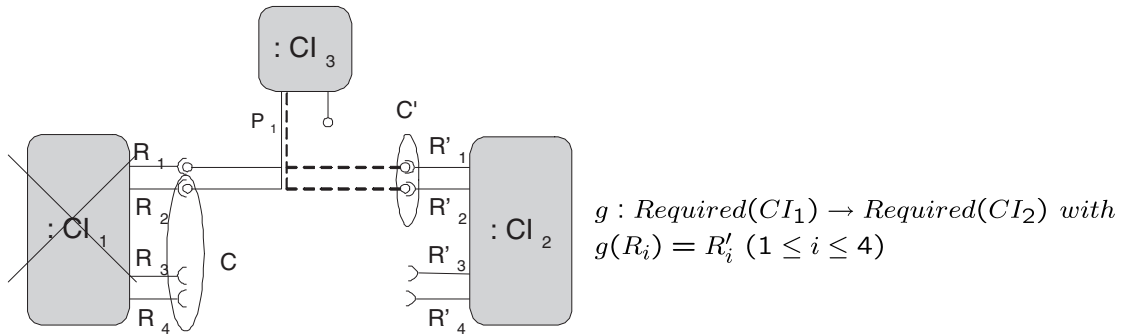 : CI 3
P 1
C'
R 1
R' 1
R 2
R' 2
: CI 1
: CI 2
R 3
C
R' 3
R 4
R' 4
g : Required(CI₁) → Required(CI₂) with
g(Rᵢ) = R′ᵢ (1 ≤ i ≤ 4)